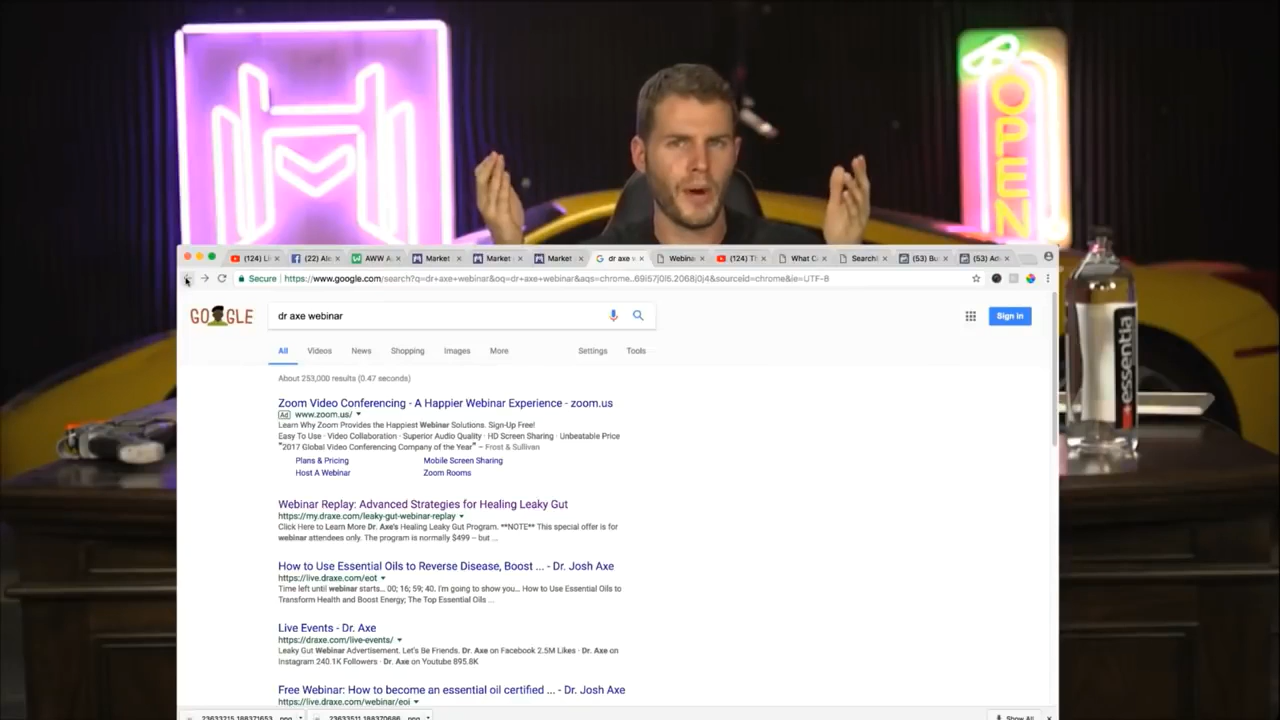 OPEN
essentia
(124) Li
(22) Ale
AWW A
Market
Market
Market
dr axe w
Webina
(124) Th
What C
Search
(53) Bu
(53) Ad
Secure https://www.google.com/search?q=dr+axe+webinar&oq=dr+axe+webinar&aqs=chrome..69i57j0l5.2068j0j4&sourceid=chrome&ie=UTF-8
GOOGLE
dr axe webinar
Sign in
All Videos News Shopping Images More Settings Tools
About 253,000 results (0.47 seconds)
Zoom Video Conferencing - A Happier Webinar Experience - zoom.us
Ad www.zoom.us/
Learn Why Zoom Provides the Happiest Webinar Solutions. Sign-Up Free!
Easy To Use · Video Collaboration · Superior Audio Quality · HD Screen Sharing · Unbeatable Price
"2017 Global Video Conferencing Company of the Year" – Frost & Sullivan
Plans & Pricing Mobile Screen Sharing
Host A Webinar Zoom Rooms
Webinar Replay: Advanced Strategies for Healing Leaky Gut
https://my.draxe.com/leaky-gut-webinar-replay
Click Here to Learn More Dr. Axe's Healing Leaky Gut Program. **NOTE** This special offer is for
webinar attendees only. The program is normally $499 – but ...
How to Use Essential Oils to Reverse Disease, Boost ... - Dr. Josh Axe
https://live.draxe.com/eot
Time left until webinar starts... 00; 16; 59; 40. I'm going to show you... How to Use Essential Oils to
Transform Health and Boost Energy; The Top Essential Oils ...
Live Events - Dr. Axe
https://draxe.com/live-events/
Leaky Gut Webinar Advertisement. Let's Be Friends. Dr. Axe on Facebook 2.5M Likes · Dr. Axe on
Instagram 240.1K Followers · Dr. Axe on Youtube 895.8K
Free Webinar: How to become an essential oil certified ... - Dr. Josh Axe
https://live.draxe.com/webinar/eoi
Show All